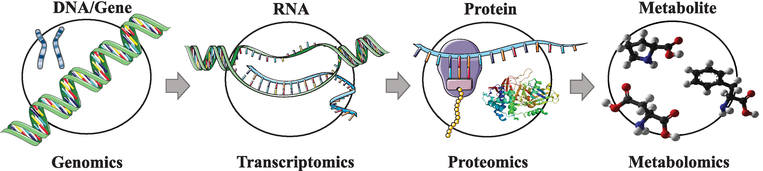 DNA/Gene
RNA
Protein
Metabolite
Genomics
Transcriptomics
Proteomics
Metabolomics